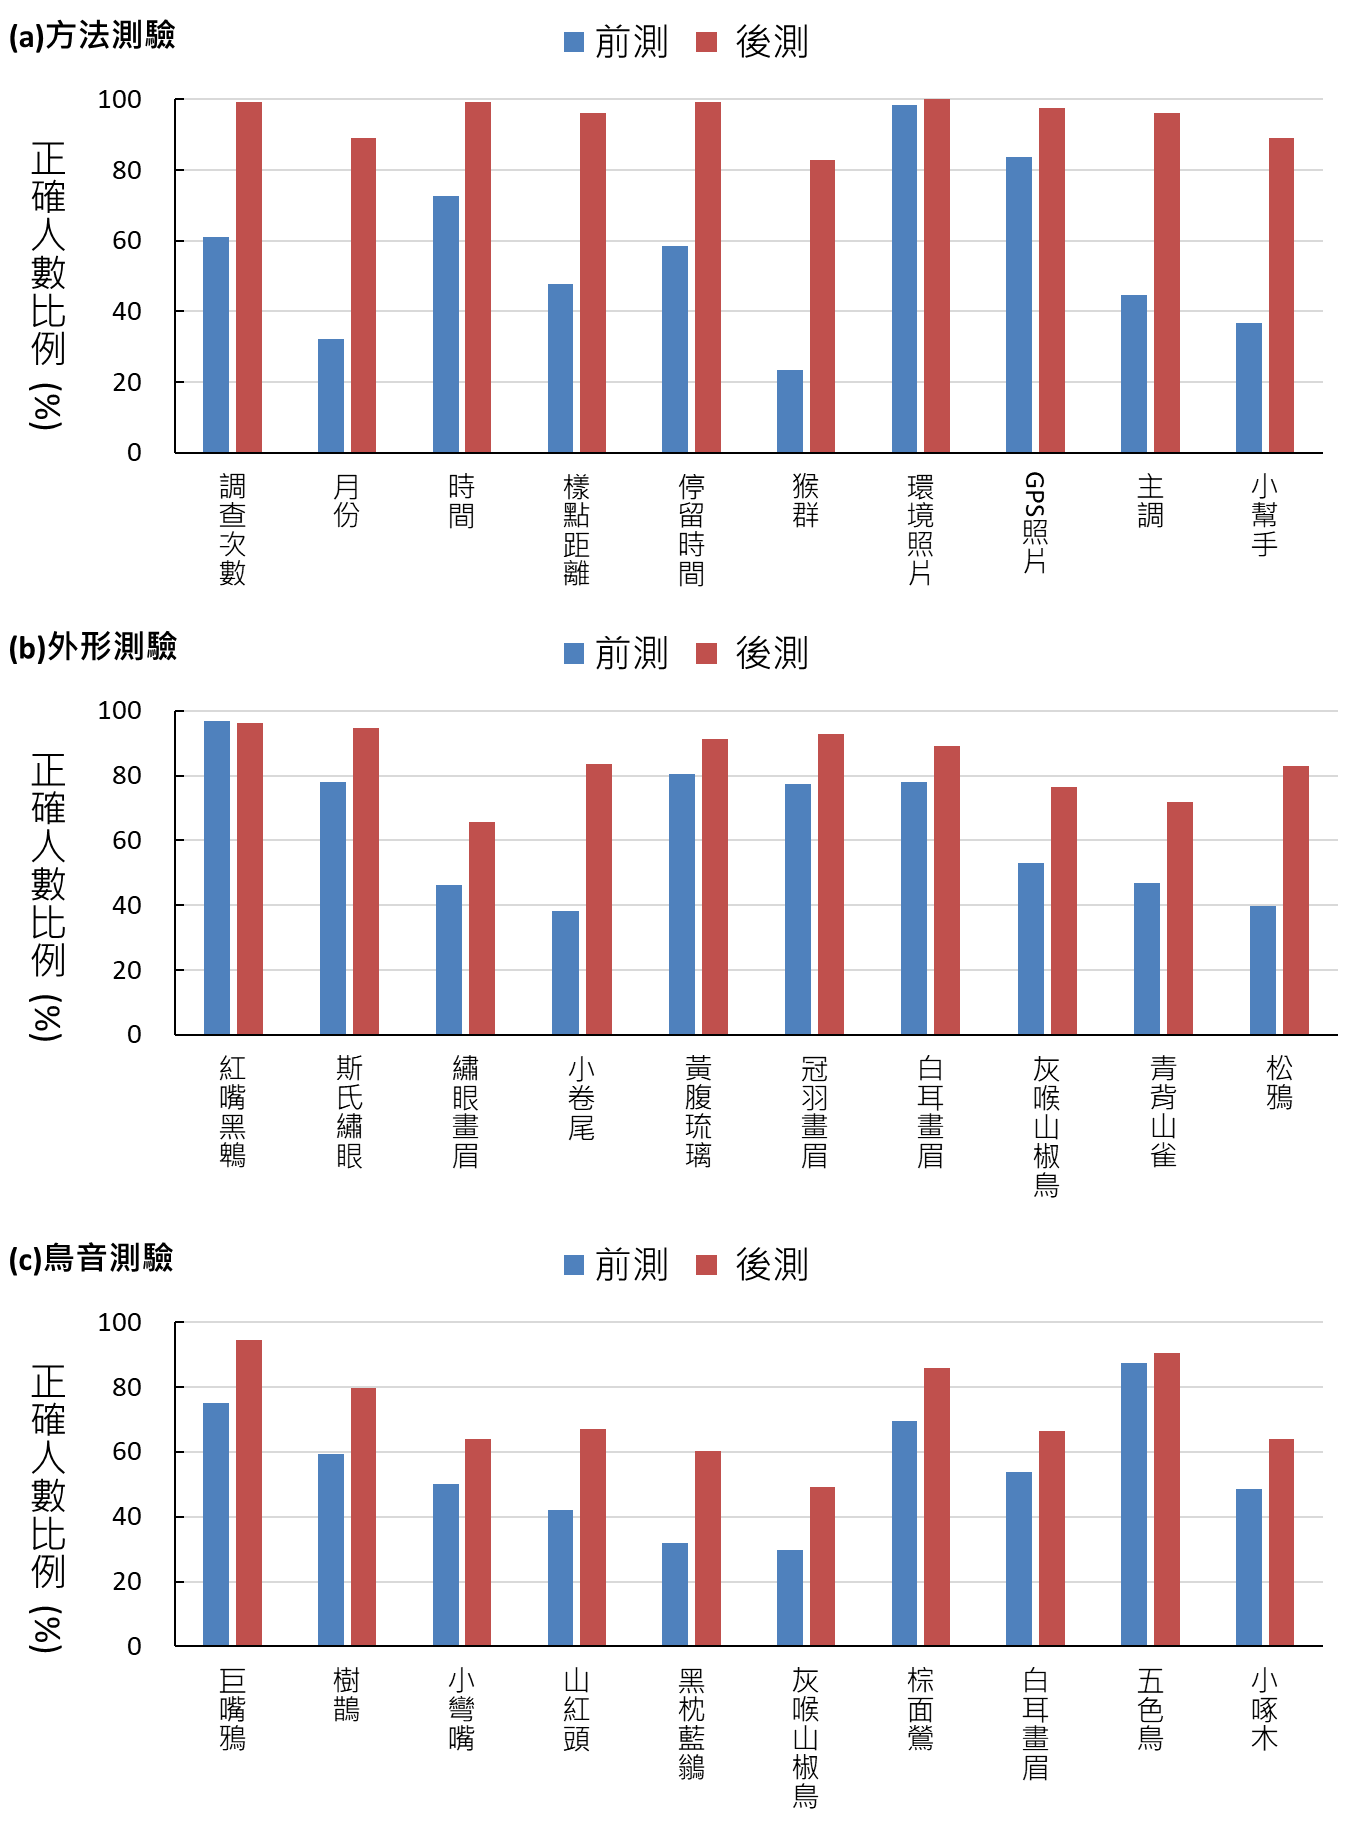 (a)方法測驗
前測 後測
正確人數比例 (%)
100
80
60
40
20
0
調查次數
月份
時間
樣點距離
停留時間
猴群
環境照片
GPS照片
主調
小幫手
(b)外形測驗
前測 後測
正確人數比例 (%)
100
80
60
40
20
0
紅嘴黑鵯
斯氏繡眼
繡眼畫眉
小卷尾
黃腹琉璃
冠羽畫眉
白耳畫眉
灰喉山椒鳥
青背山雀
松鴉
(c)鳥音測驗
前測 後測
正確人數比例 (%)
100
80
60
40
20
0
巨嘴鴉
樹鵲
小彎嘴
山紅頭
黑枕藍鶲
灰喉山椒鳥
棕面鶯
白耳畫眉
五色鳥
小啄木